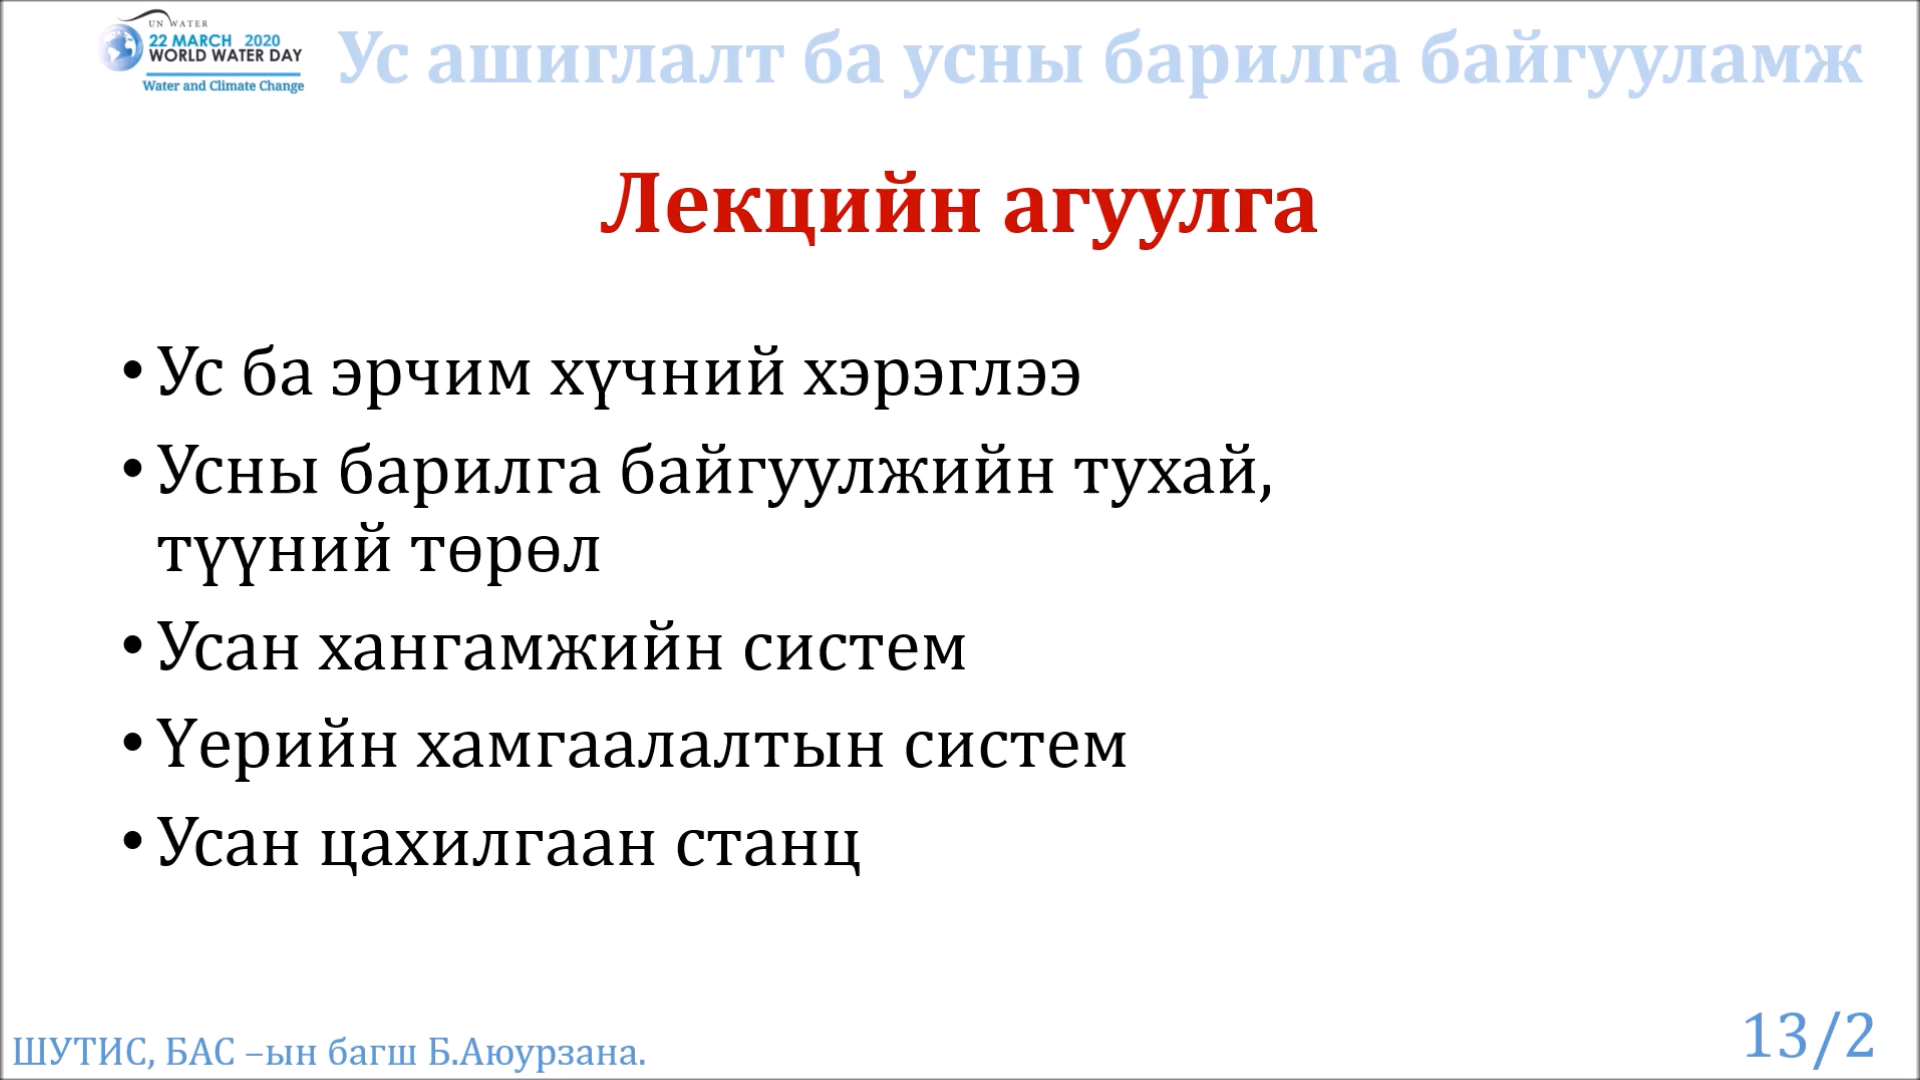 UN WATER
22 MARCH 2020
WORLD WATER DAY
Water and Climate Change
Ус ашиглалт ба усны барилга байгууламж
Лекцийн агуулга
• Ус ба эрчим хүчний хэрэглээ
• Усны барилга байгуулжийн тухай,
түүний төрөл
• Усан хангамжийн систем
• Үерийн хамгаалалтын систем
• Усан цахилгаан станц
ШУТИС, БАС –ын багш Б.Аюурзана.
13/2